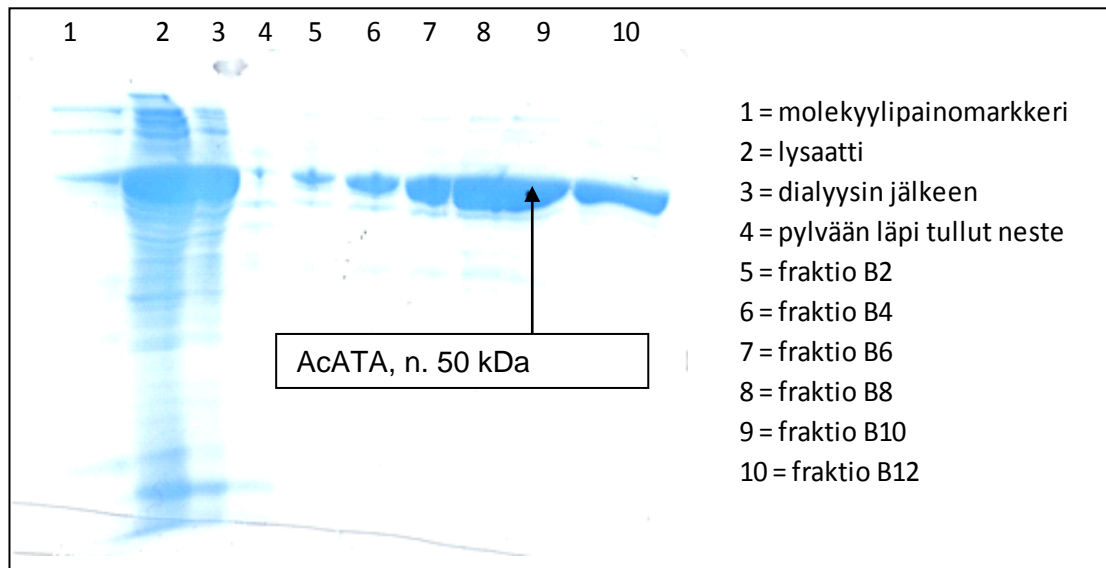 1 2 3 4 5 6 7 8 9 10
1 = molekyylipainomarkkeri
2 = lysaatti
3 = dialyysin jälkeen
4 = pylvään läpi tullut neste
5 = fraktio B2
6 = fraktio B4
7 = fraktio B6
8 = fraktio B8
9 = fraktio B10
10 = fraktio B12
AcATA, n. 50 kDa